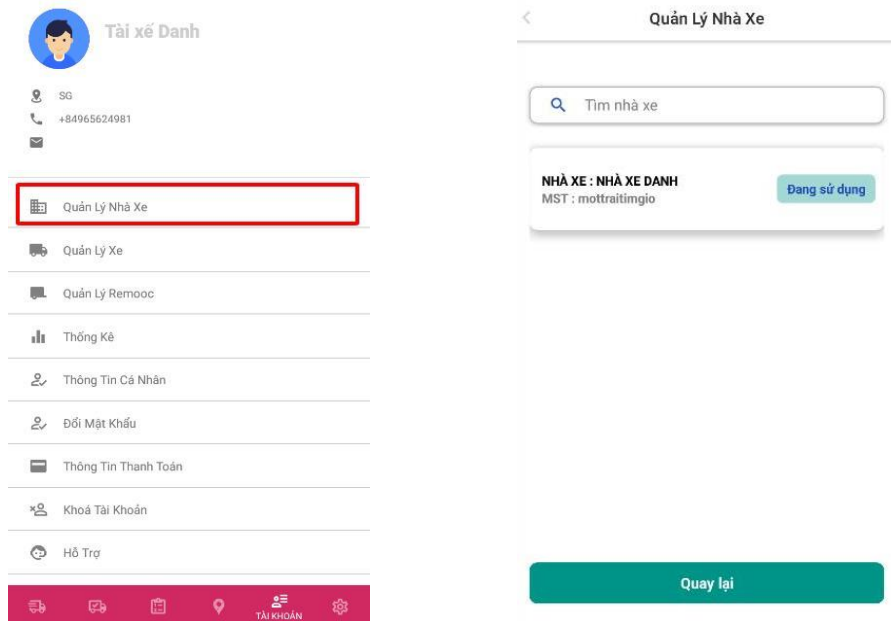 Tài xế Danh
SG
+84965624981
Quản Lý Nhà Xe
Quản Lý Xe
Quản Lý Remooc
Thống Kê
Thông Tin Cá Nhân
Đổi Mật Khẩu
Thông Tin Thanh Toán
Khoá Tài Khoản
Hỗ Trợ
TÀI KHOẢN
Quản Lý Nhà Xe
Tìm nhà xe
NHÀ XE : NHÀ XE DANH
MST : mottraitimgio
Đang sử dụng
Quay lại